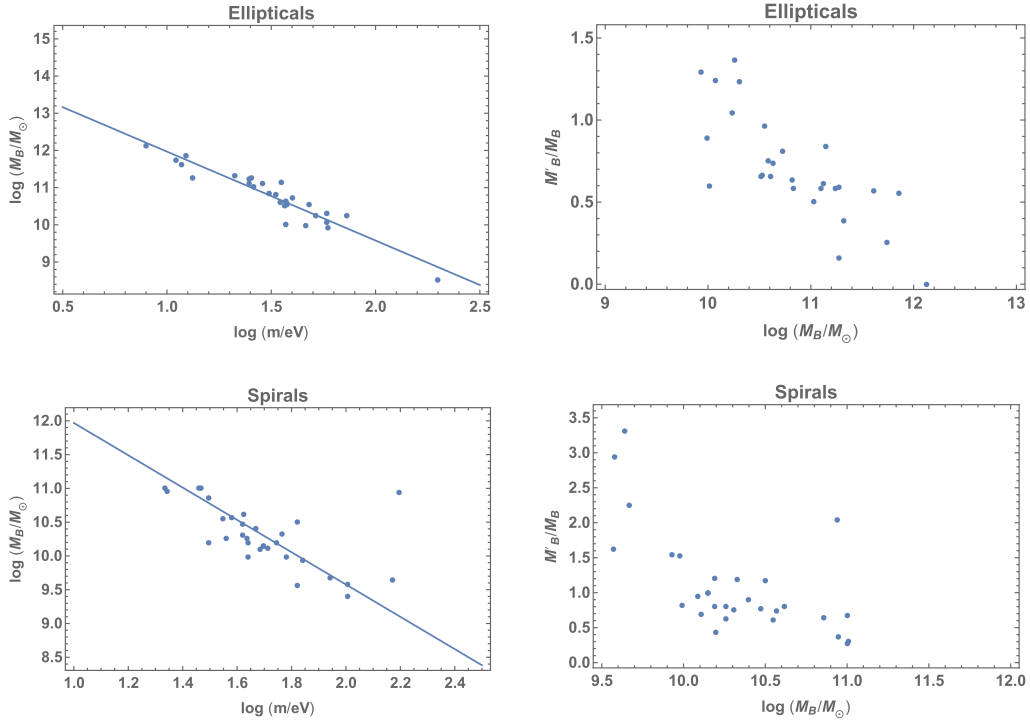 Ellipticals
15
14
13
12
11
10
9
0.5 1.0 1.5 2.0 2.5
log (M_B/M_⊙)
log (m/eV)
Ellipticals
1.5
1.0
0.5
0.0
9 10 11 12 13
M'_B/M_B
log (M_B/M_⊙)
Spirals
12.0
11.5
11.0
10.5
10.0
9.5
9.0
8.5
1.0 1.2 1.4 1.6 1.8 2.0 2.2 2.4
log (M_B/M_⊙)
log (m/eV)
Spirals
3.5
3.0
2.5
2.0
1.5
1.0
0.5
0.0
9.5 10.0 10.5 11.0 11.5 12.0
M'_B/M_B
log (M_B/M_⊙)